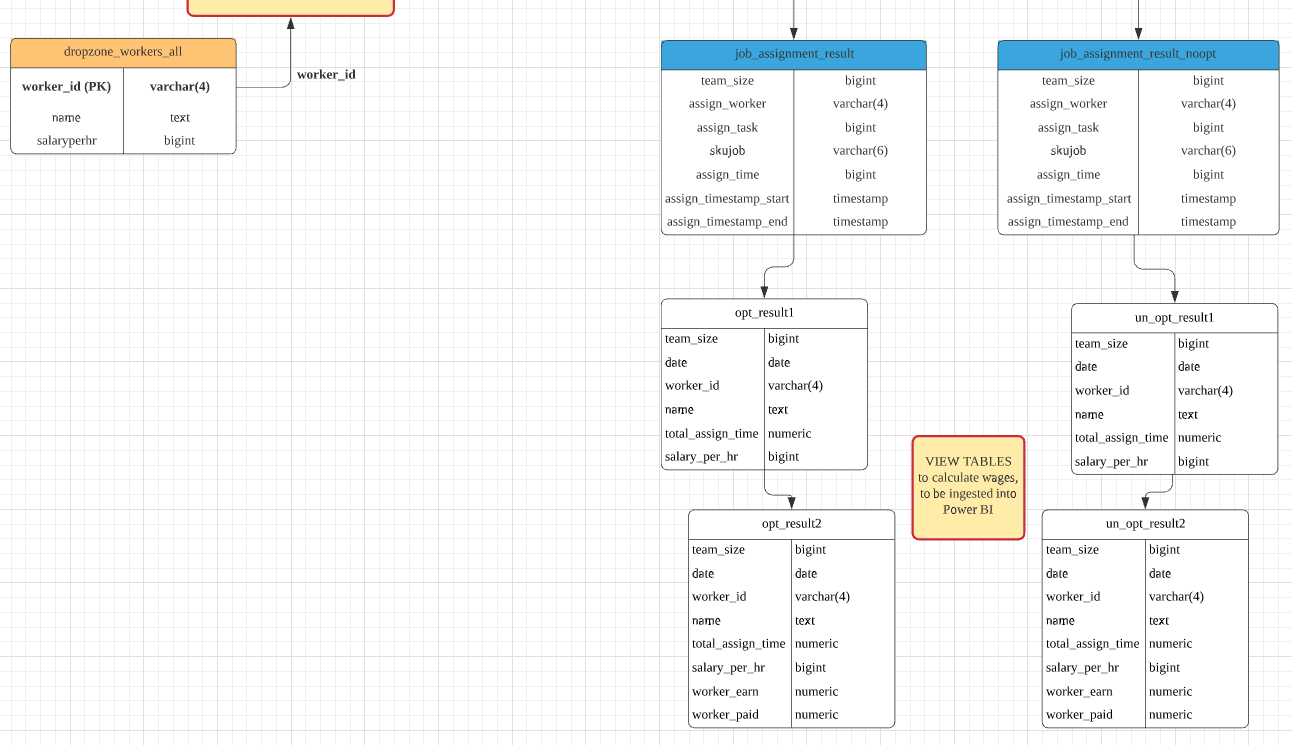 dropzone_workers_all
worker_id (PK) varchar(4)
name text
salaryperhr bigint
worker_id
job_assignment_result
team_size bigint
assign_worker varchar(4)
assign_task bigint
skujob varchar(6)
assign_time bigint
assign_timestamp_start timestamp
assign_timestamp_end timestamp
job_assignment_result_noopt
team_size bigint
assign_worker varchar(4)
assign_task bigint
skujob varchar(6)
assign_time bigint
assign_timestamp_start timestamp
assign_timestamp_end timestamp
opt_result1
team_size bigint
date date
worker_id varchar(4)
name text
total_assign_time numeric
salary_per_hr bigint
un_opt_result1
team_size bigint
date date
worker_id varchar(4)
name text
total_assign_time numeric
salary_per_hr bigint
VIEW TABLES
to calculate wages,
to be ingested into
Power BI
opt_result2
team_size bigint
date date
worker_id varchar(4)
name text
total_assign_time numeric
salary_per_hr bigint
worker_earn numeric
worker_paid numeric
un_opt_result2
team_size bigint
date date
worker_id varchar(4)
name text
total_assign_time numeric
salary_per_hr bigint
worker_earn numeric
worker_paid numeric